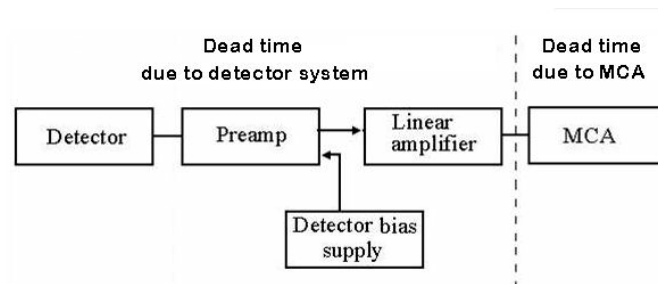 Dead time
due to detector system
Dead time
due to MCA
Detector
Preamp
Linear
amplifier
MCA
Detector bias
supply